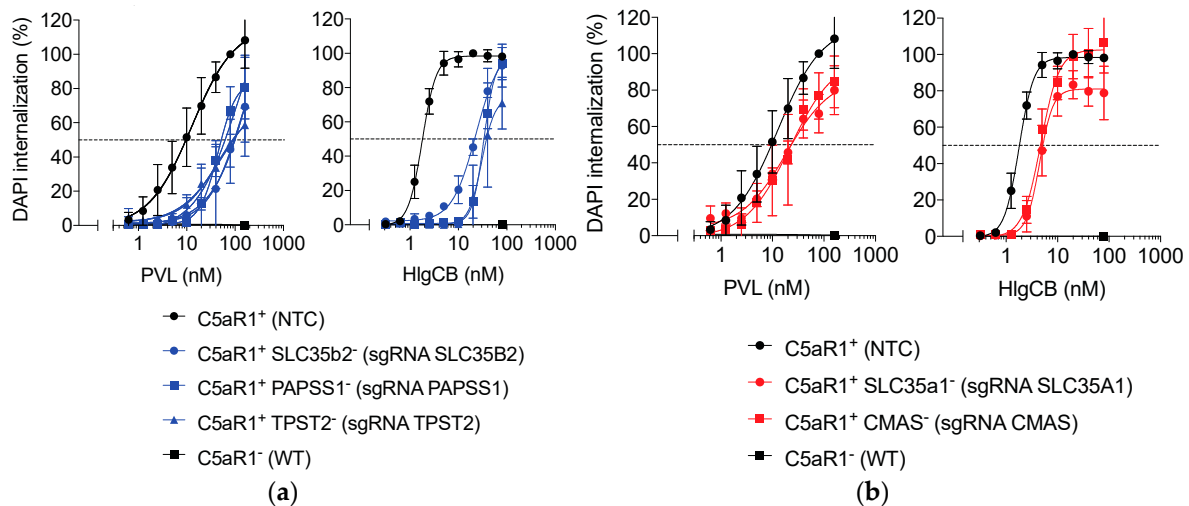 DAPI internalization (%)
120
100
80
60
40
20
0
1 10 100 1000
PVL (nM)
120
100
80
60
40
20
0
1 10 100 1000
HlgCB (nM)
C5aR1⁺ (NTC)
C5aR1⁺ SLC35b2⁻ (sgRNA SLC35B2)
C5aR1⁺ PAPSS1⁻ (sgRNA PAPSS1)
C5aR1⁺ TPST2⁻ (sgRNA TPST2)
C5aR1⁻ (WT)
(a)
DAPI internalization (%)
120
100
80
60
40
20
0
1 10 100 1000
PVL (nM)
120
100
80
60
40
20
0
1 10 100 1000
HlgCB (nM)
C5aR1⁺ (NTC)
C5aR1⁺ SLC35a1⁻ (sgRNA SLC35A1)
C5aR1⁺ CMAS⁻ (sgRNA CMAS)
C5aR1⁻ (WT)
(b)